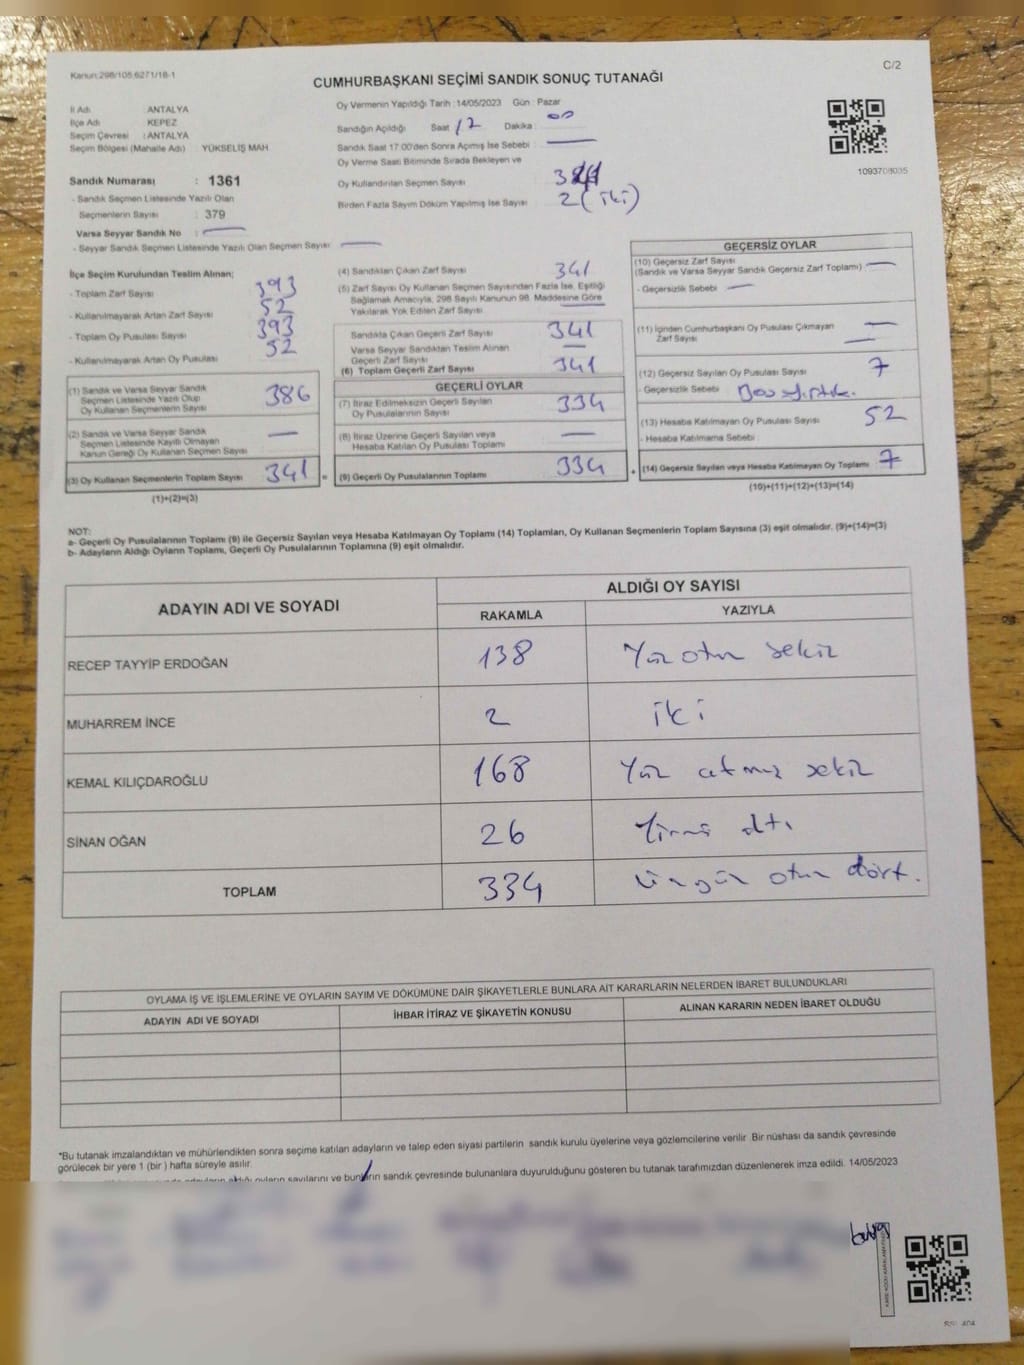 Kanun:298/105,6271/18-1
C/2
CUMHURBAŞKANI SEÇİMİ SANDIK SONUÇ TUTANAĞI
İl Adı : ANTALYA
İlçe Adı : KEPEZ
Seçim Çevresi : ANTALYA
Seçim Bölgesi (Mahalle Adı) YÜKSELİŞ MAH
Sandık Numarası : 1361
- Sandık Seçmen Listesinde Yazılı Olan
Seçmenlerin Sayısı : 379
Varsa Seyyar Sandık No : —
- Seyyar Sandık Seçmen Listesinde Yazılı Olan Seçmen Sayısı : —
Oy Vermenin Yapıldığı Tarih : 14/05/2023 Gün : Pazar
Sandığın Açıldığı Saat 17 Dakika : 00
Sandık Saat 17:00'den Sonra Açımış İse Sebebi : —
Oy Verme Saati Bitiminde Sırada Bekleyen ve
Oy Kullandırılan Seçmen Sayısı
Birden Fazla Sayım Döküm Yapılmış İse Sayısı 2 (iki)
1093708035
İlçe Seçim Kurulundan Teslim Alınan;
- Toplam Zarf Sayısı 393
- Kullanılmayarak Artan Zarf Sayısı 52
- Toplam Oy Pusulası Sayısı 393
- Kullanılmayarak Artan Oy Pusulası 52
(1) Sandık ve Varsa Seyyar Sandık
Seçmen Listesinde Yazılı Olup
Oy Kullanan Seçmenlerin Sayısı 386
(2) Sandık ve Varsa Seyyar Sandık
Seçmen Listesinde Kayıtlı Olmayan
Kanun Gereği Oy Kullanan Seçmen Sayısı —
(3) Oy Kullanan Seçmenlerin Toplam Sayısı 341 =
(1)+(2)=(3)
(4) Sandıktan Çıkan Zarf Sayısı 341
(5) Zarf Sayısı Oy Kullanan Seçmen Sayısından Fazla İse, Eşitliği
Sağlamak Amacıyla, 298 Sayılı Kanunun 98. Maddesine Göre
Yakılarak Yok Edilen Zarf Sayısı —
Sandıkta Çıkan Geçerli Zarf Sayısı 341
Varsa Seyyar Sandıktan Teslim Alınan
Geçerli Zarf Sayısı —
(6) Toplam Geçerli Zarf Sayısı 341
GEÇERLİ OYLAR
(7) İtiraz Edilmeksizin Geçerli Sayılan
Oy Pusulalarının Sayısı 334
(8) İtiraz Üzerine Geçerli Sayılan veya
Hesaba Katılan Oy Pusulası Toplamı —
(9) Geçerli Oy Pusulalarının Toplamı 334 +
GEÇERSİZ OYLAR
(10) Geçersiz Zarf Sayısı
(Sandık ve Varsa Seyyar Sandık Geçersiz Zarf Toplamı) —
- Geçersizlik Sebebi —
(11) İçinden Cumhurbaşkanı Oy Pusulası Çıkmayan
Zarf Sayısı —
(12) Geçersiz Sayılan Oy Pusulası Sayısı 7
- Geçersizlik Sebebi
(13) Hesaba Katılmayan Oy Pusulası Sayısı 52
- Hesaba Katılmama Sebebi
(14) Geçersiz Sayılan veya Hesaba Katılmayan Oy Toplamı 7
(10)+(11)+(12)+(13)=(14)
NOT:
a- Geçerli Oy Pusulalarının Toplamı (9) ile Geçersiz Sayılan veya Hesaba Katılmayan Oy Toplamı (14) Toplamları, Oy Kullanan Seçmenlerin Toplam Sayısına (3) eşit olmalıdır. (9)+(14)=(3)
b- Adayların Aldığı Oyların Toplamı, Geçerli Oy Pusulalarının Toplamına (9) eşit olmalıdır.
ADAYIN ADI VE SOYADI
ALDIĞI OY SAYISI
RAKAMLA YAZIYLA
RECEP TAYYİP ERDOĞAN 138 Yüz otuz sekiz
MUHARREM İNCE 2 iki
KEMAL KILIÇDAROĞLU 168 Yüz atmış sekiz
SİNAN OĞAN 26 Yirmi altı
TOPLAM 334 üçyüz otuz dört.
OYLAMA İŞ VE İŞLEMLERİNE VE OYLARIN SAYIM VE DÖKÜMÜNE DAİR ŞİKAYETLERLE BUNLARA AİT KARARLARIN NELERDEN İBARET BULUNDUKLARI
ADAYIN ADI VE SOYADI
İHBAR İTİRAZ VE ŞİKAYETİN KONUSU
ALINAN KARARIN NEDEN İBARET OLDUĞU
*Bu tutanak imzalandıktan ve mühürlendikten sonra seçime katılan adayların ve talep eden siyasi partilerin sandık kurulu üyelerine veya gözlemcilerine verilir. Bir nüshası da sandık çevresinde
görülecek bir yere 1 (bir) hafta süreyle asılır.
aldığı oyların sayılarını ve bunların sandık çevresinde bulunanlara duyurulduğunu gösteren bu tutanak tarafımızdan düzenlenerek imza edildi. 14/05/2023